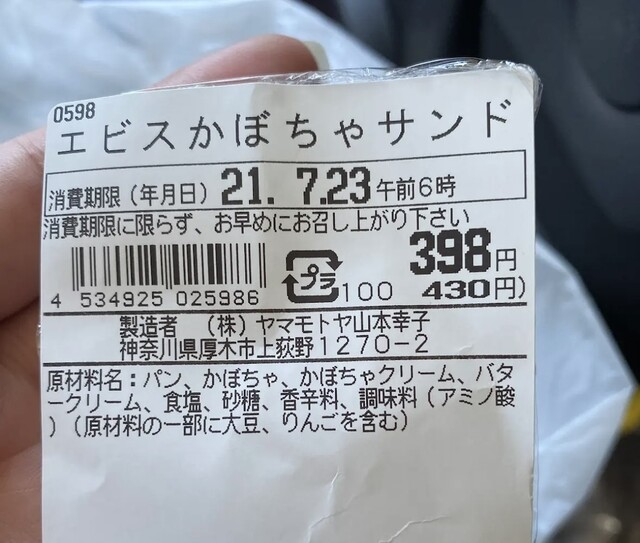 0598
エビスかぼちゃサンド
消費期限（年月日）21. 7.23午前6時
消費期限に限らず、お早めにお召し上がり下さい
398円
4 534925 025986 プラ 100 430円)
製造者 （株）ヤマモトヤ山本幸子
神奈川県厚木市上荻野1270-2
原材料名：パン、かぼちゃ、かぼちゃクリーム、バタ
ークリーム、食塩、砂糖、香辛料、調味料（アミノ酸
）（原材料の一部に大豆、りんごを含む）